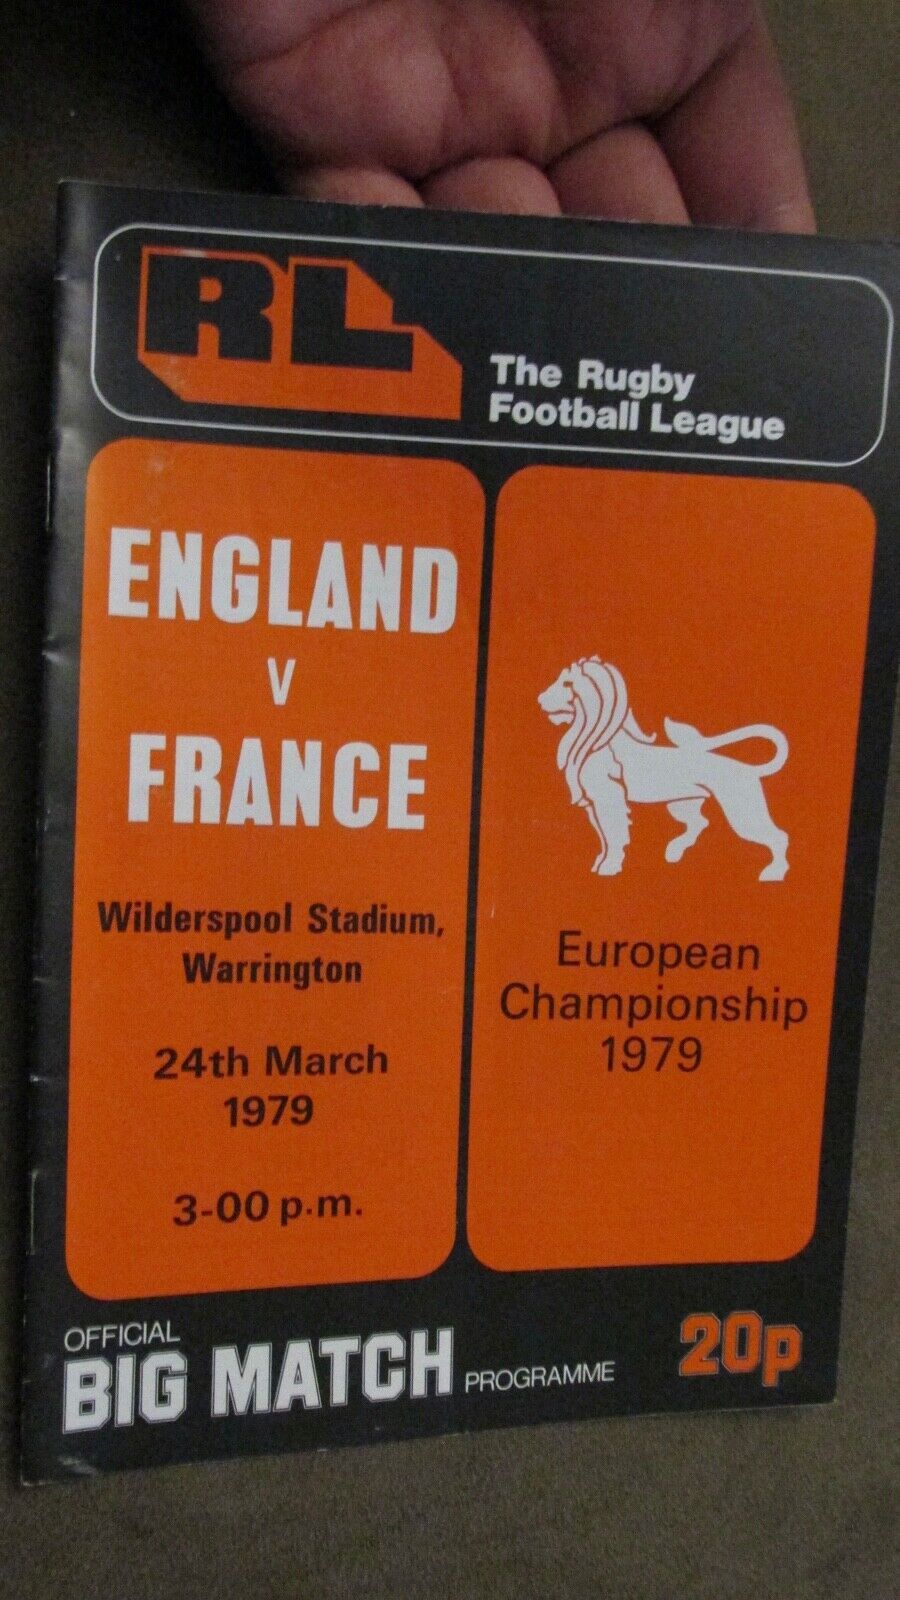 RL
The Rugby
Football League
ENGLAND
V
FRANCE
Wilderspool Stadium,
Warrington
24th March
1979
3-00 p.m.
European
Championship
1979
OFFICIAL
BIG MATCH PROGRAMME
20p